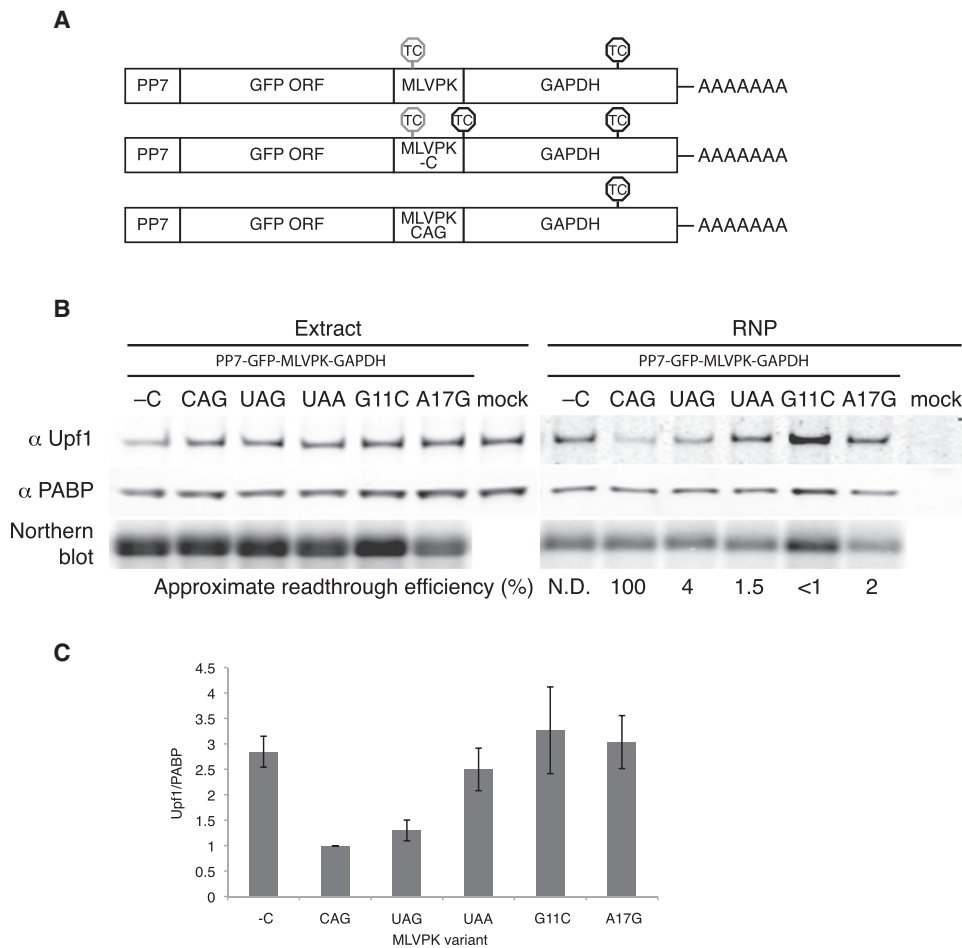 A
TC TC
PP7 GFP ORF MLVPK GAPDH AAAAAAA
TC TC TC
PP7 GFP ORF MLVPK -C GAPDH AAAAAAA
TC
PP7 GFP ORF MLVPK CAG GAPDH AAAAAAA
B
Extract RNP
PP7-GFP-MLVPK-GAPDH PP7-GFP-MLVPK-GAPDH
–C CAG UAG UAA G11C A17G mock –C CAG UAG UAA G11C A17G mock
α Upf1
α PABP
Northern
blot
Approximate readthrough efficiency (%) N.D. 100 4 1.5 <1 2
C
4.5
4
3.5
3
2.5
2
1.5
1
0.5
0
Upf1/PABP
-C CAG UAG UAA G11C A17G
MLVPK variant